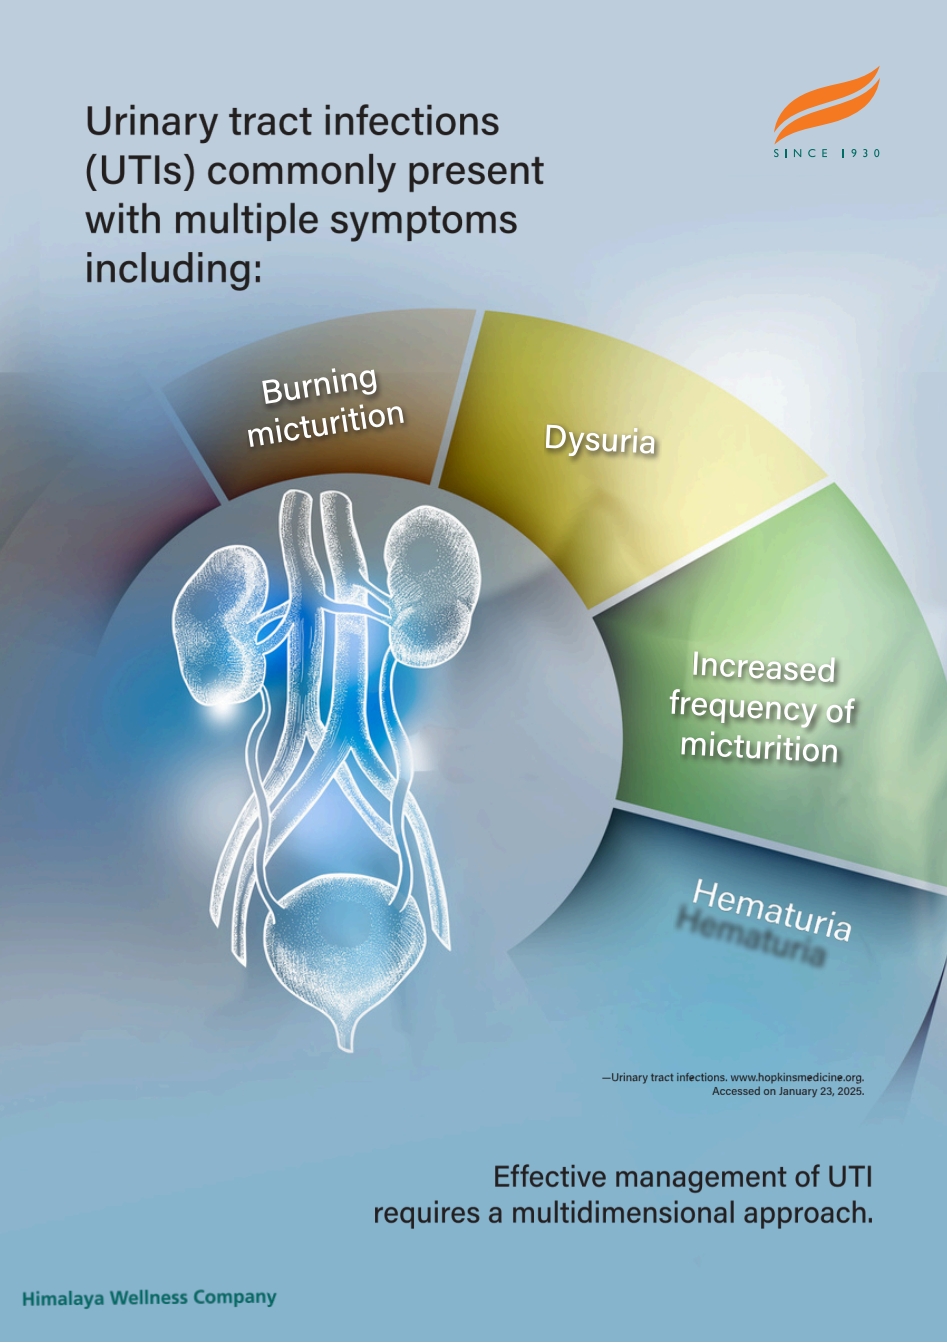 Urinary tract infections
(UTIs) commonly present
with multiple symptoms
including:
SINCE 1930
Burning
micturition
Dysuria
Increased
frequency of
micturition
Hematuria
Hematuria
—Urinary tract infections. www.hopkinsmedicine.org.
Accessed on January 23, 2025.
Effective management of UTI
requires a multidimensional approach.
Himalaya Wellness Company